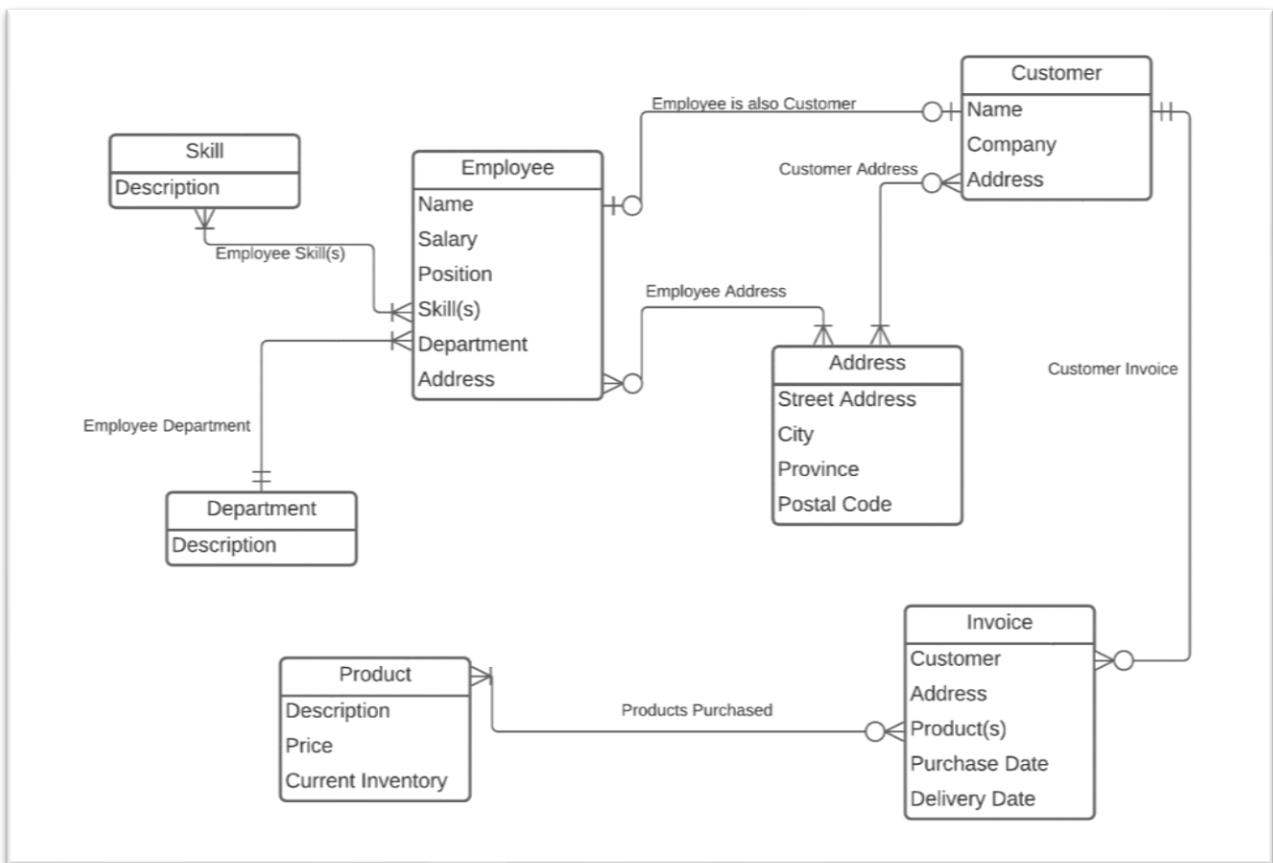 Customer
Name
Company
Address
Employee is also Customer
Customer Address
Skill
Description
Employee Skill(s)
Employee
Name
Salary
Position
Skill(s)
Department
Address
Employee Address
Address
Street Address
City
Province
Postal Code
Customer Invoice
Employee Department
Department
Description
Invoice
Customer
Address
Product(s)
Purchase Date
Delivery Date
Products Purchased
Product
Description
Price
Current Inventory